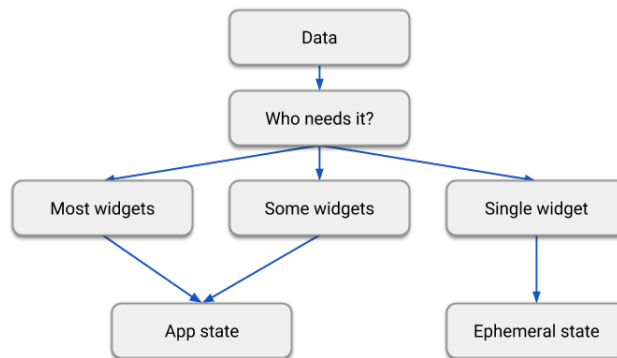 Data
Who needs it?
Most widgets
Some widgets
Single widget
App state
Ephemeral state